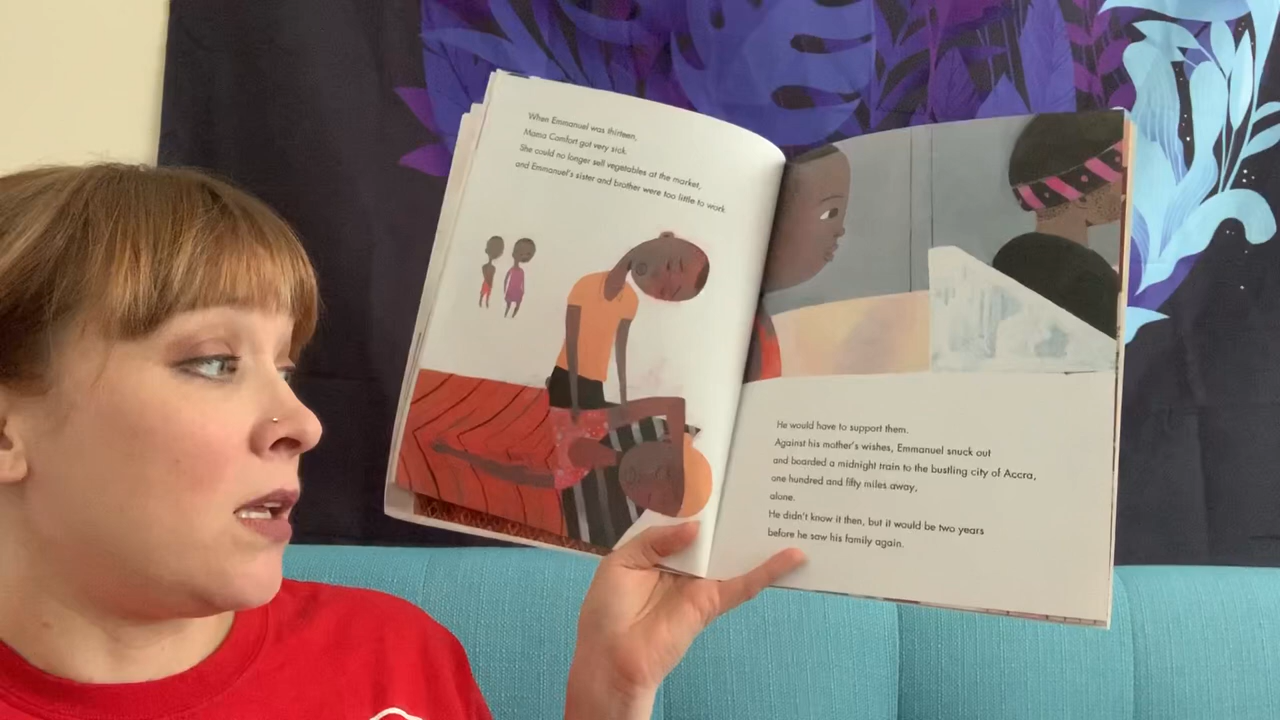 When Emmanuel was thirteen,
Mama Comfort got very sick.
She could no longer sell vegetables at the market,
and Emmanuel's sister and brother were too little to work.
He would have to support them.
Against his mother's wishes, Emmanuel snuck out
and boarded a midnight train to the bustling city of Accra,
one hundred and fifty miles away,
alone.
He didn't know it then, but it would be two years
before he saw his family again.